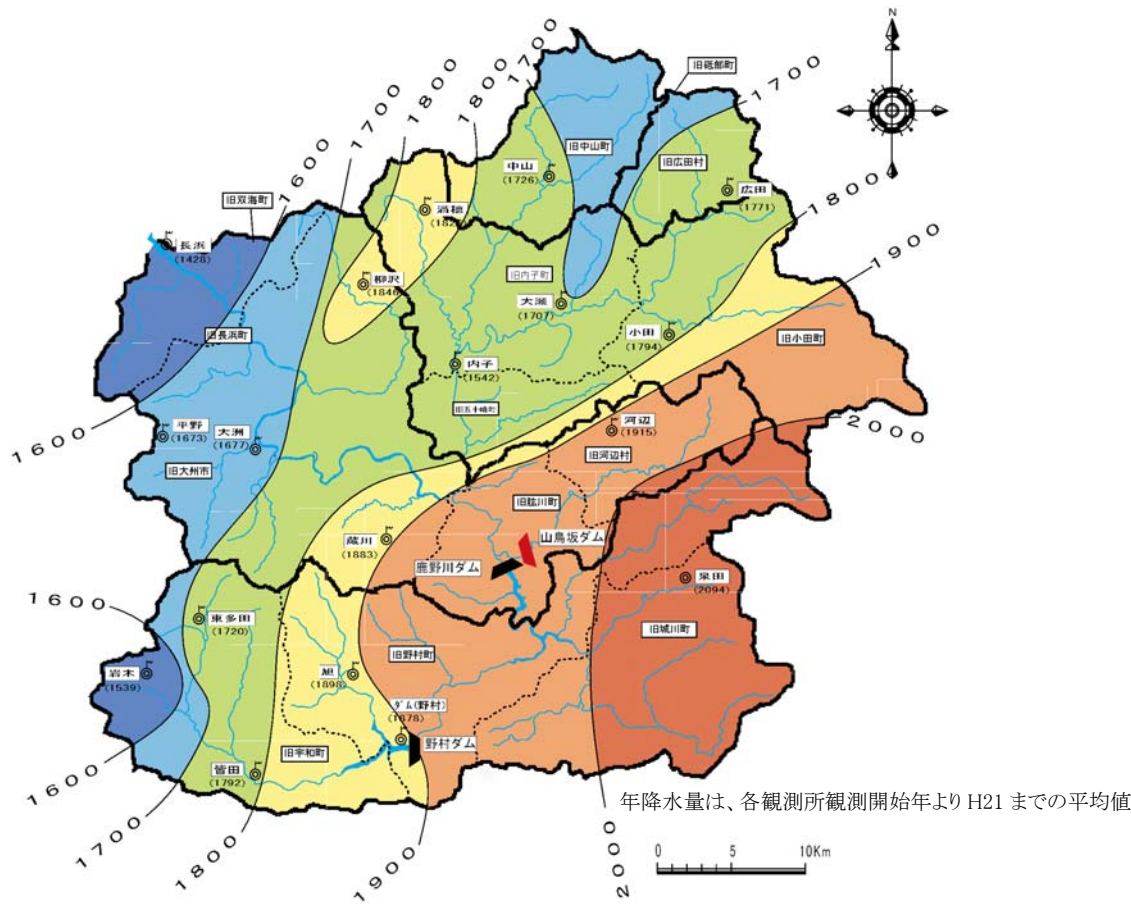 N
1700
1800
1800
1700
1600
旧砥部町
1700
旧中山町
旧広田村
中山
(1726)
広田
(1771)
1800
旧双海町
満穂
長浜
(1428)
1900
柳沢
(1846)
旧内子町
大瀬
(1707)
小田
(1794)
旧長浜町
旧小田町
内子
(1542)
旧五十崎町
河辺
(1915)
2000
平野
(1673)
大洲
(1677)
1600
旧大州市
旧河辺村
旧肱川町
蔵川
(1883)
山鳥坂ダム
鹿野川ダム
泉田
(2094)
1600
東多田
(1720)
旧城川町
旧野村町
岩木
(1539)
旭
(1898)
ダム(野村)
(1878)
野村ダム
旧宇和町
皆田
(1792)
1600
1700
1800
1900
2000
年降水量は、各観測所観測開始年より H21 までの平均値
0 5 10Km